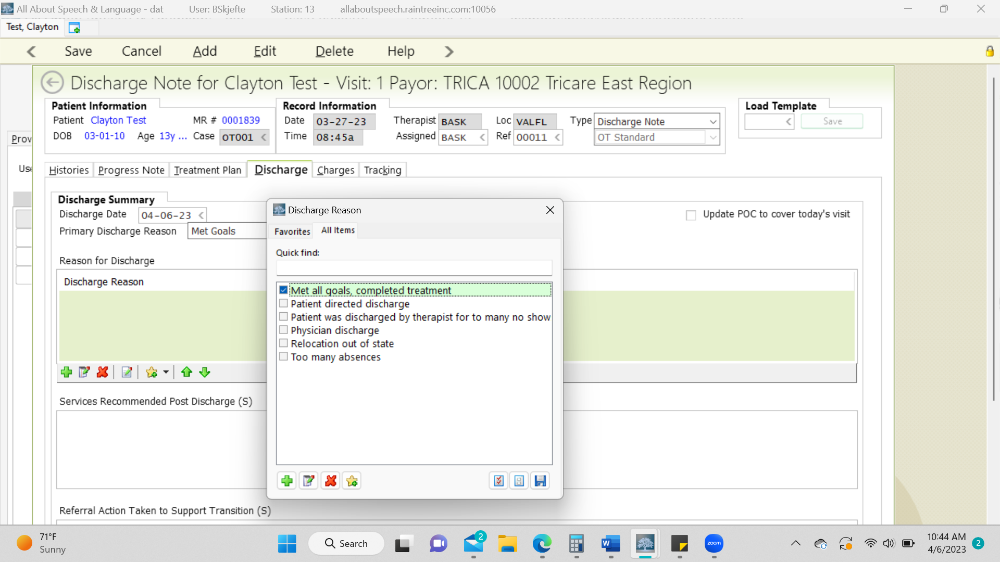 All About Speech & Language - dat User: BSkjefte Station: 13 allaboutspeech.raintreeinc.com:10056
Test, Clayton
Save Cancel Add Edit Delete Help
Discharge Note for Clayton Test - Visit: 1 Payor: TRICA 10002 Tricare East Region
Patient Information Record Information Load Template
Patient Clayton Test MR # 0001839 Date 03-27-23 Therapist BASK Loc VALFL Type Discharge Note Save
DOB 03-01-10 Age 13y ... Case OT001 Time 08:45a Assigned BASK Ref 00011 OT Standard
Prov
Use
Histories Progress Note Treatment Plan Discharge Charges Tracking
Discharge Summary
Discharge Date 04-06-23
Update POC to cover today's visit
Primary Discharge Reason Met Goals
Reason for Discharge
Discharge Reason
Discharge Reason
Favorites All Items
Quick find:
Met all goals, completed treatment
Patient directed discharge
Patient was discharged by therapist for to many no show
Physician discharge
Relocation out of state
Too many absences
Services Recommended Post Discharge (S)
Referral Action Taken to Support Transition (S)
71°F
Sunny
Search
2
W
zoom
10:44 AM
4/6/2023
2